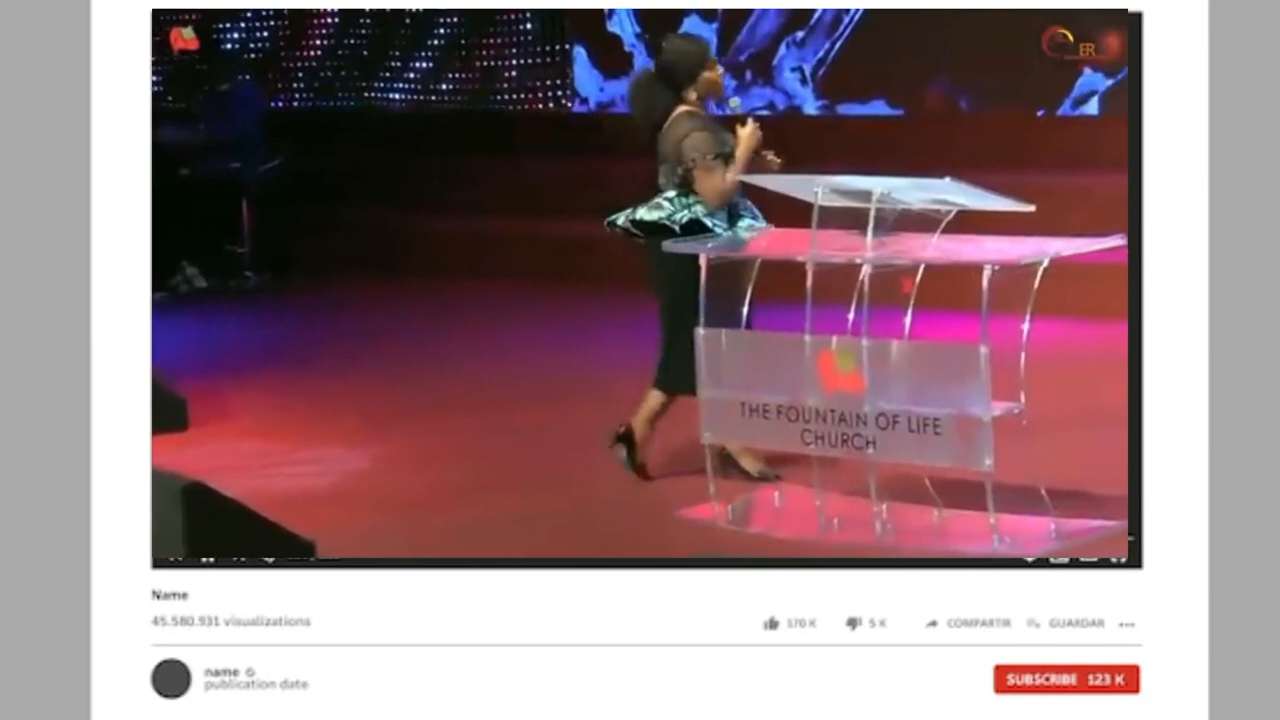 ER
THE FOUNTAIN OF LIFE
CHURCH
Name
45.580.931 visualizations
170 K
5 K
COMPARTIR
GUARDAR
name
publication date
SUBSCRIBE 123 K